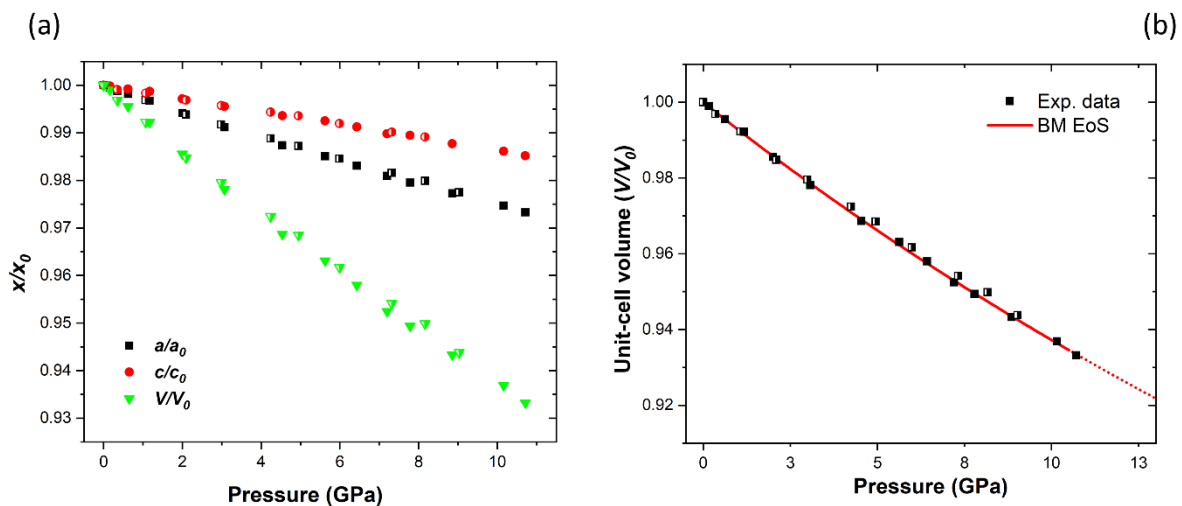 (a)
1.00
0.99
0.98
0.97
0.96
0.95
0.94
0.93
x/x0
a/a0
c/c0
V/V0
0 2 4 6 8 10
Pressure (GPa)
(b)
1.00
0.98
0.96
0.94
0.92
Unit-cell volume (V/V0)
Exp. data
BM EoS
0 3 5 8 10 13
Pressure (GPa)